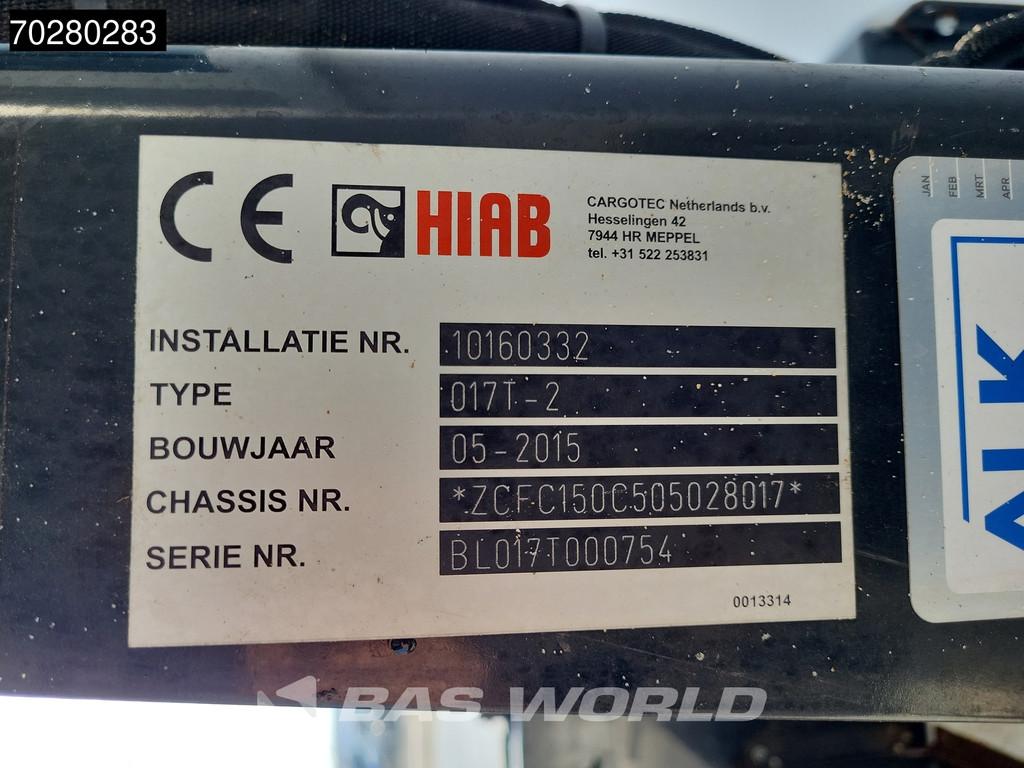 70280283
CE HIAB
CARGOTEC Netherlands b.v.
Hesselingen 42
7944 HR MEPPEL
tel. +31 522 253831
INSTALLATIE NR. 10160332
TYPE 017T-2
BOUWJAAR 05-2015
CHASSIS NR. *ZCFC150C505028017*
SERIE NR. BL017T000754
0013314
JAN
FEB
MRT
APR
ALK
BAS WORLD